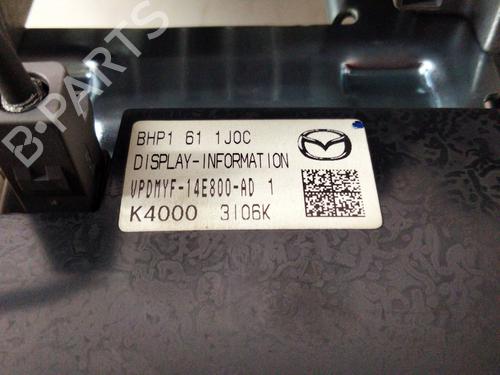 B-PARTS
BHP1 61 1J0C
DISPLAY-INFORMATION
VPDMYF-14E800-AD 1
K4000 3106K